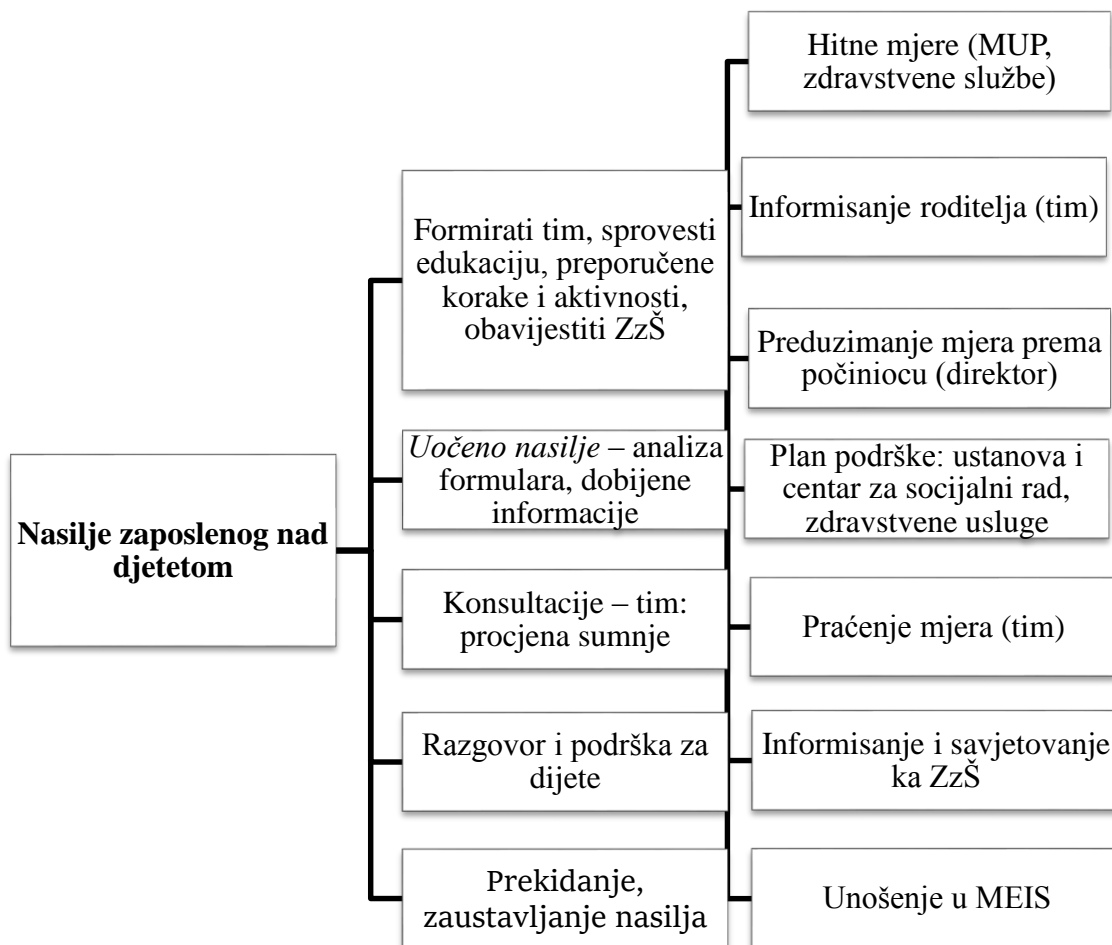 Nasilje zaposlenog nad
djetetom
Formirati tim, sprovesti
edukaciju, preporučene
korake i aktivnosti,
obavijestiti ZzŠ
Uočeno nasilje – analiza
formulara, dobijene
informacije
Konsultacije – tim:
procjena sumnje
Razgovor i podrška za
dijete
Prekidanje,
zaustavljanje nasilja
Hitne mjere (MUP,
zdravstvene službe)
Informisanje roditelja (tim)
Preduzimanje mjera prema
počiniocu (direktor)
Plan podrške: ustanova i
centar za socijalni rad,
zdravstvene usluge
Praćenje mjera (tim)
Informisanje i savjetovanje
ka ZzŠ
Unošenje u MEIS